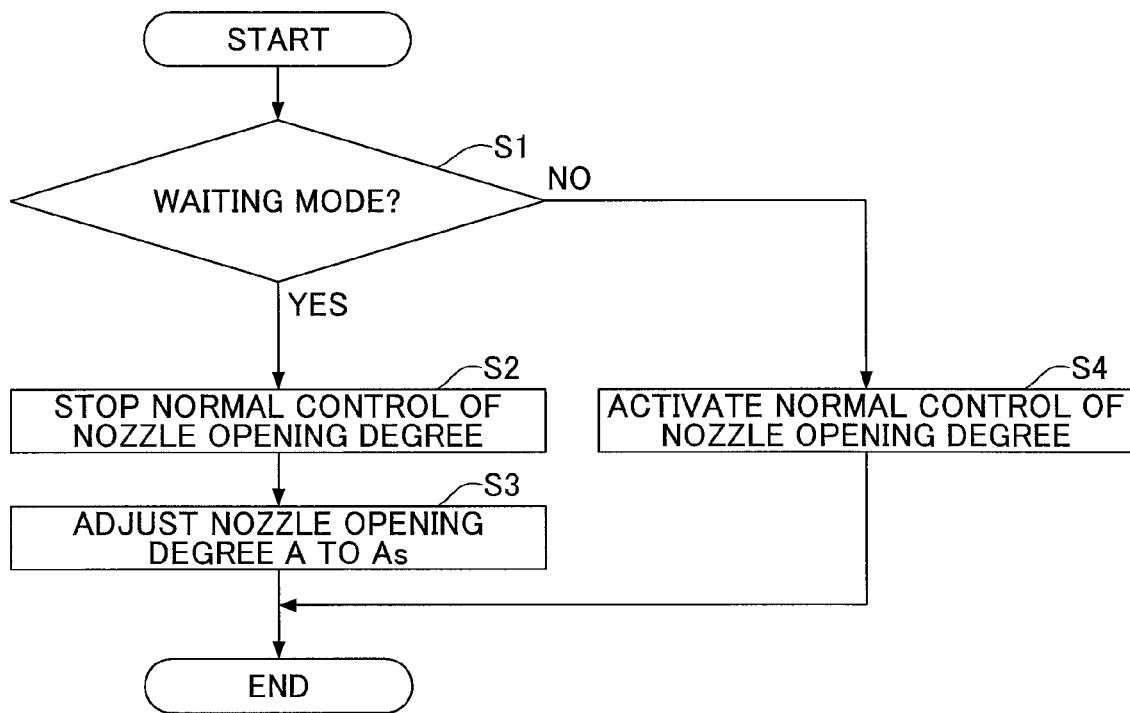 START
S1
WAITING MODE?
NO
YES
S2
STOP NORMAL CONTROL OF
NOZZLE OPENING DEGREE
S4
ACTIVATE NORMAL CONTROL OF
NOZZLE OPENING DEGREE
S3
ADJUST NOZZLE OPENING
DEGREE A TO As
END